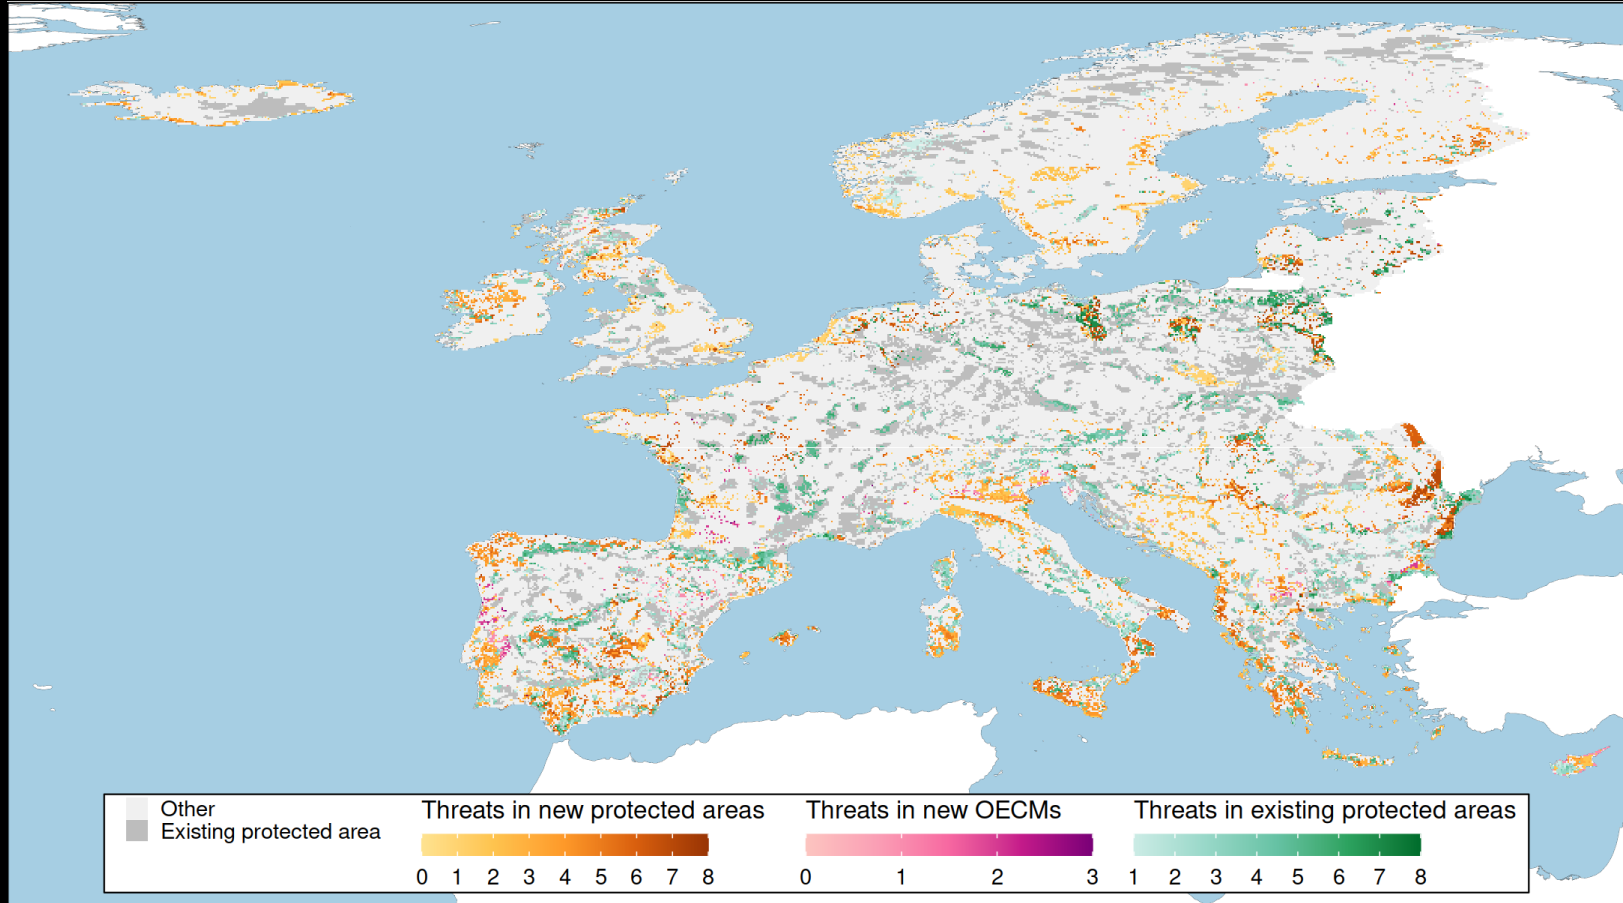 Other
Existing protected area
Threats in new protected areas
0 1 2 3 4 5 6 7 8
Threats in new OECMs
0 1 2 3
Threats in existing protected areas
1 2 3 4 5 6 7 8